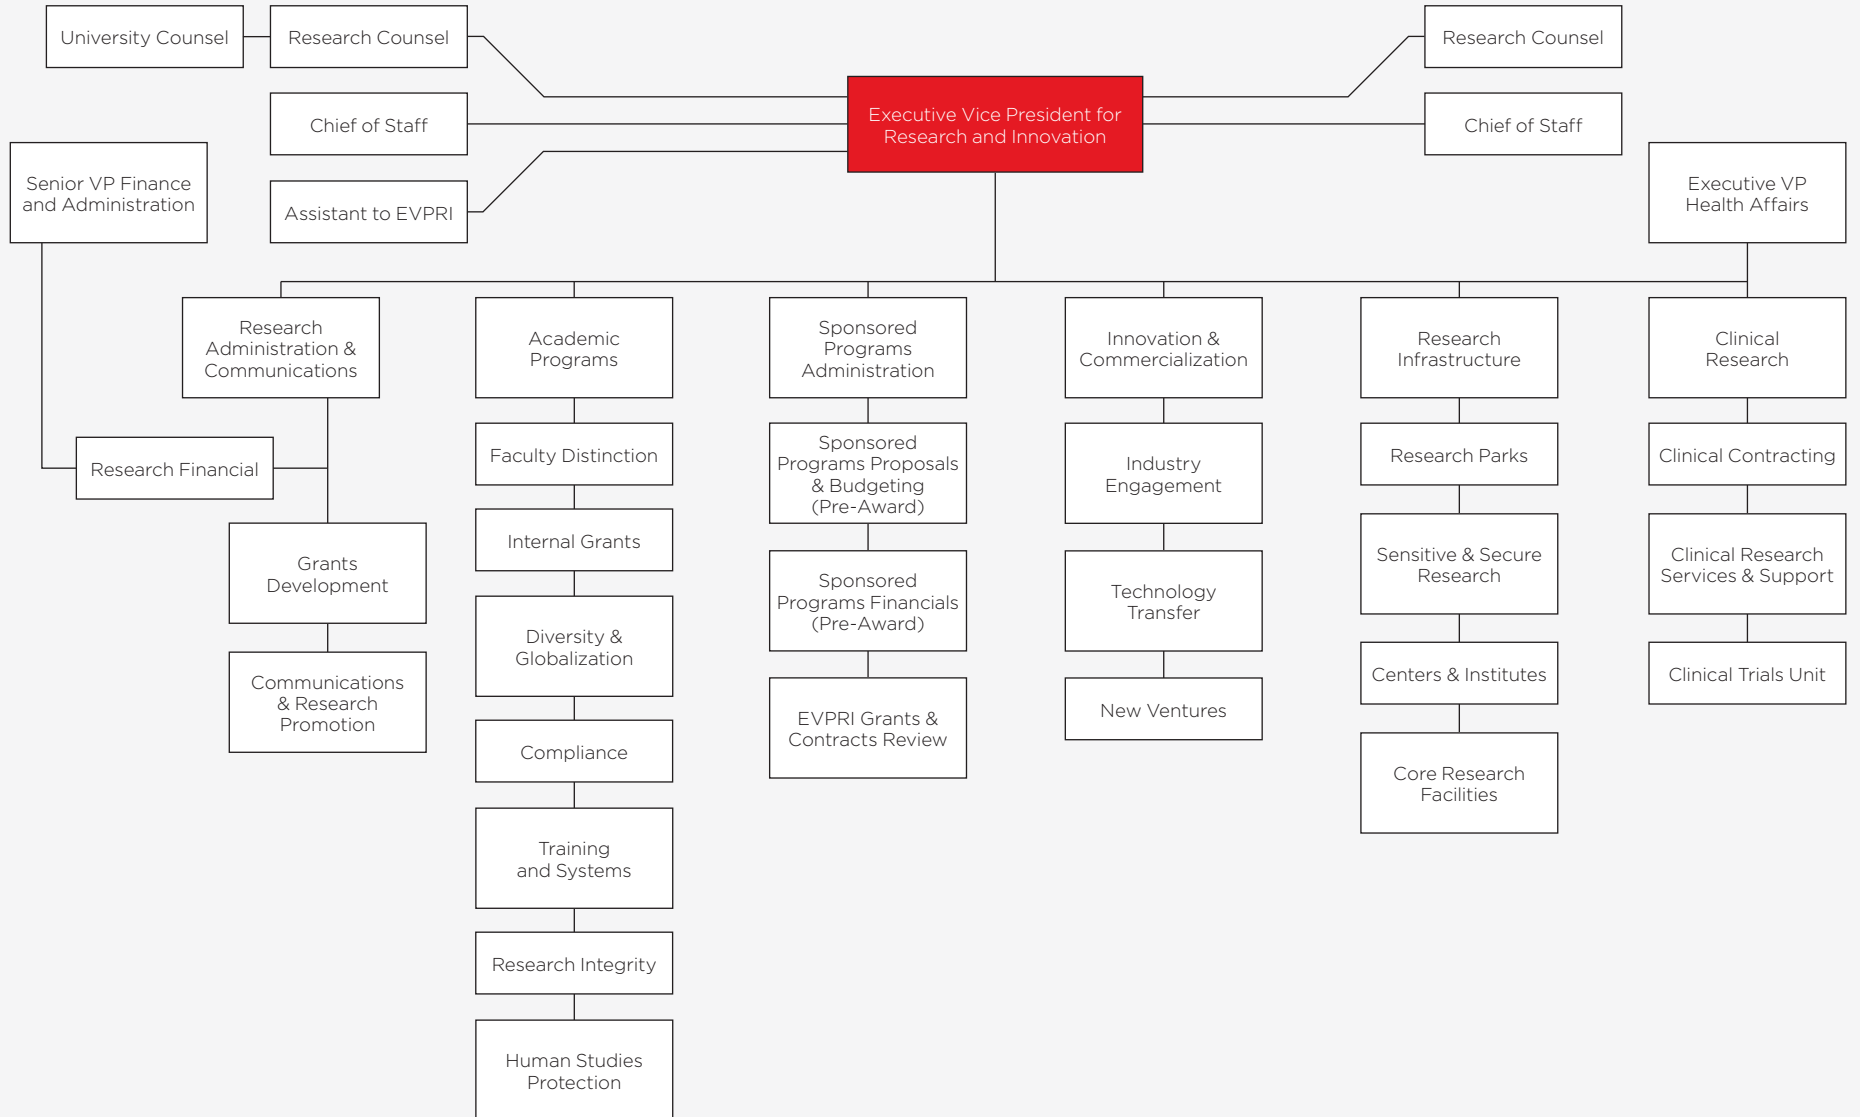 University Counsel
Research Counsel
Research Counsel
Executive Vice President for
Research and Innovation
Chief of Staff
Chief of Staff
Senior VP Finance
and Administration
Assistant to EVPRI
Executive VP
Health Affairs
Research
Administration &
Communications
Academic
Programs
Sponsored
Programs
Administration
Innovation &
Commercialization
Research
Infrastructure
Clinical
Research
Research Financial
Grants
Development
Communications
& Research
Promotion
Faculty Distinction
Internal Grants
Diversity &
Globalization
Compliance
Training
and Systems
Research Integrity
Human Studies
Protection
Sponsored
Programs Proposals
& Budgeting
(Pre-Award)
Sponsored
Programs Financials
(Pre-Award)
EVPRI Grants &
Contracts Review
Industry
Engagement
Technology
Transfer
New Ventures
Research Parks
Sensitive & Secure
Research
Centers & Institutes
Core Research
Facilities
Clinical Contracting
Clinical Research
Services & Support
Clinical Trials Unit